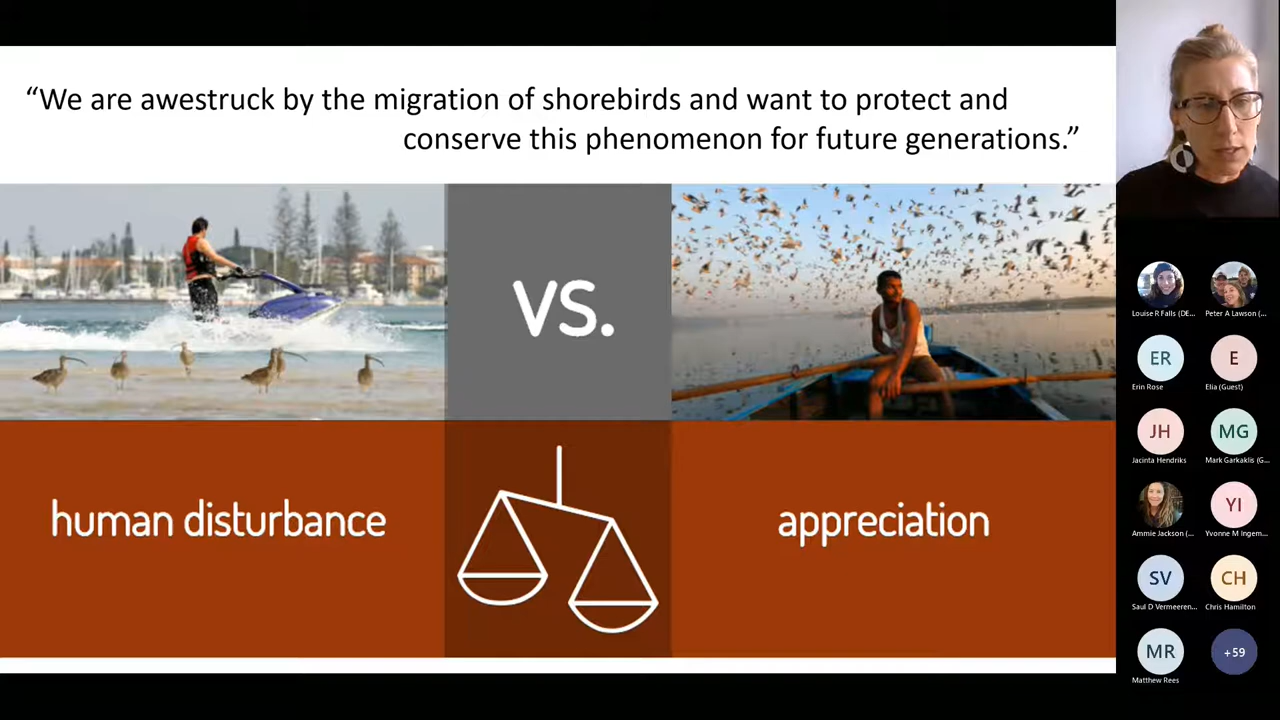 “We are awestruck by the migration of shorebirds and want to protect and
conserve this phenomenon for future generations.”
vs.
human disturbance
appreciation
Louise R Falls (DE...
Peter A Lawson (...
ER
Erin Rose
E
Elia (Guest)
JH
Jacinta Hendriks
MG
Mark Garkaklis (G...
Ammie Jackson (...
YI
Yvonne M Ingem...
SV
Saul D Vermeeren...
CH
Chris Hamilton
MR
Matthew Rees
+59